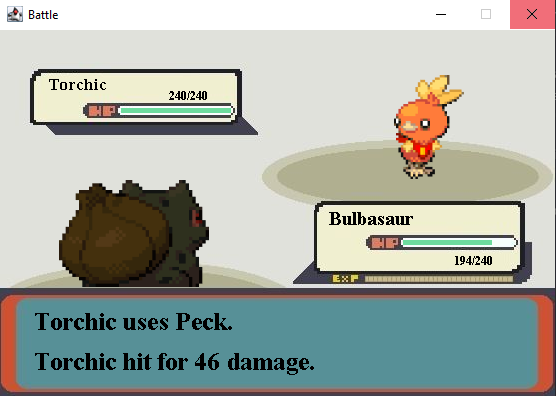 Battle
Torchic
240/240
HP
Bulbasaur
HP
194/240
EXP
Torchic uses Peck.
Torchic hit for 46 damage.